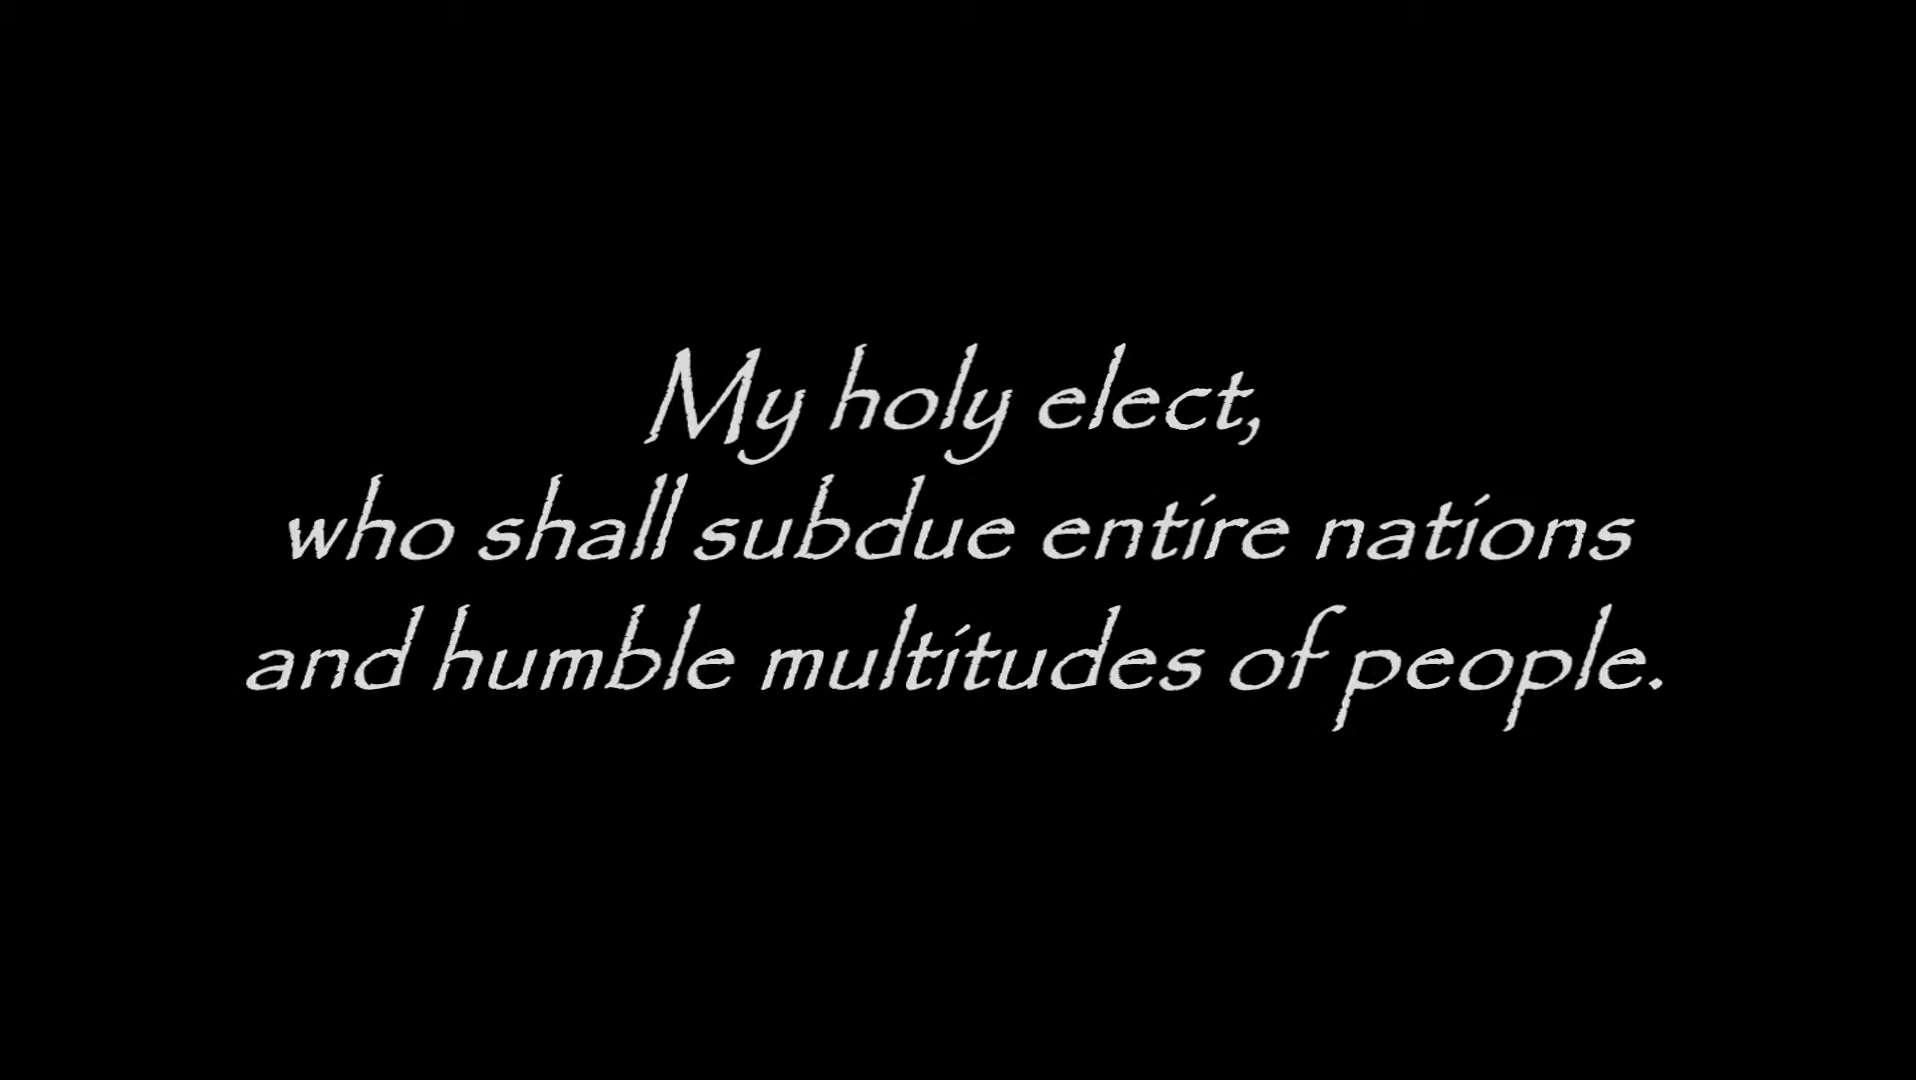 My holy elect,
who shall subdue entire nations
and humble multitudes of people.